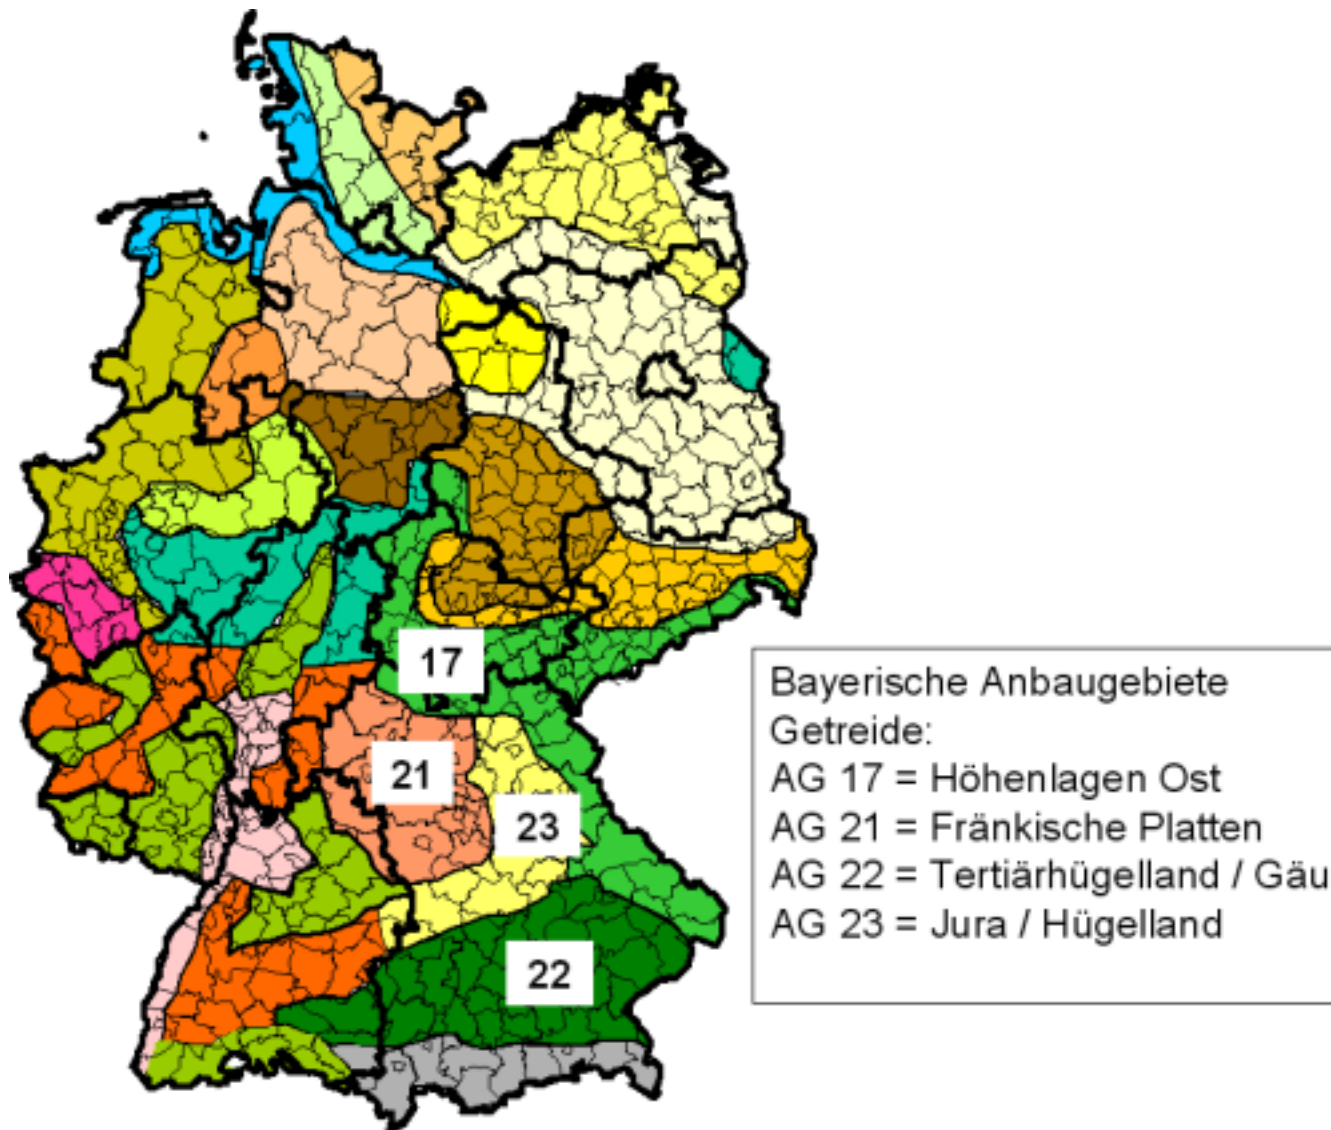 17
21
23
22
Bayerische Anbaugebiete
Getreide:
AG 17 = Höhenlagen Ost
AG 21 = Fränkische Platten
AG 22 = Tertiärhügelland / Gäu
AG 23 = Jura / Hügelland